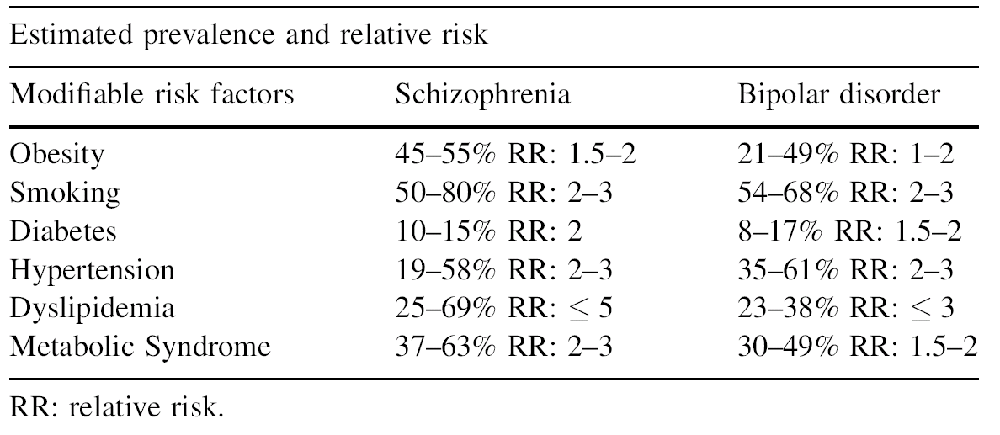 Estimated prevalence and relative risk
Modifiable risk factors Schizophrenia Bipolar disorder
Obesity 45–55% RR: 1.5–2 21–49% RR: 1–2
Smoking 50–80% RR: 2–3 54–68% RR: 2–3
Diabetes 10–15% RR: 2 8–17% RR: 1.5–2
Hypertension 19–58% RR: 2–3 35–61% RR: 2–3
Dyslipidemia 25–69% RR: ≤ 5 23–38% RR: ≤ 3
Metabolic Syndrome 37–63% RR: 2–3 30–49% RR: 1.5–2
RR: relative risk.